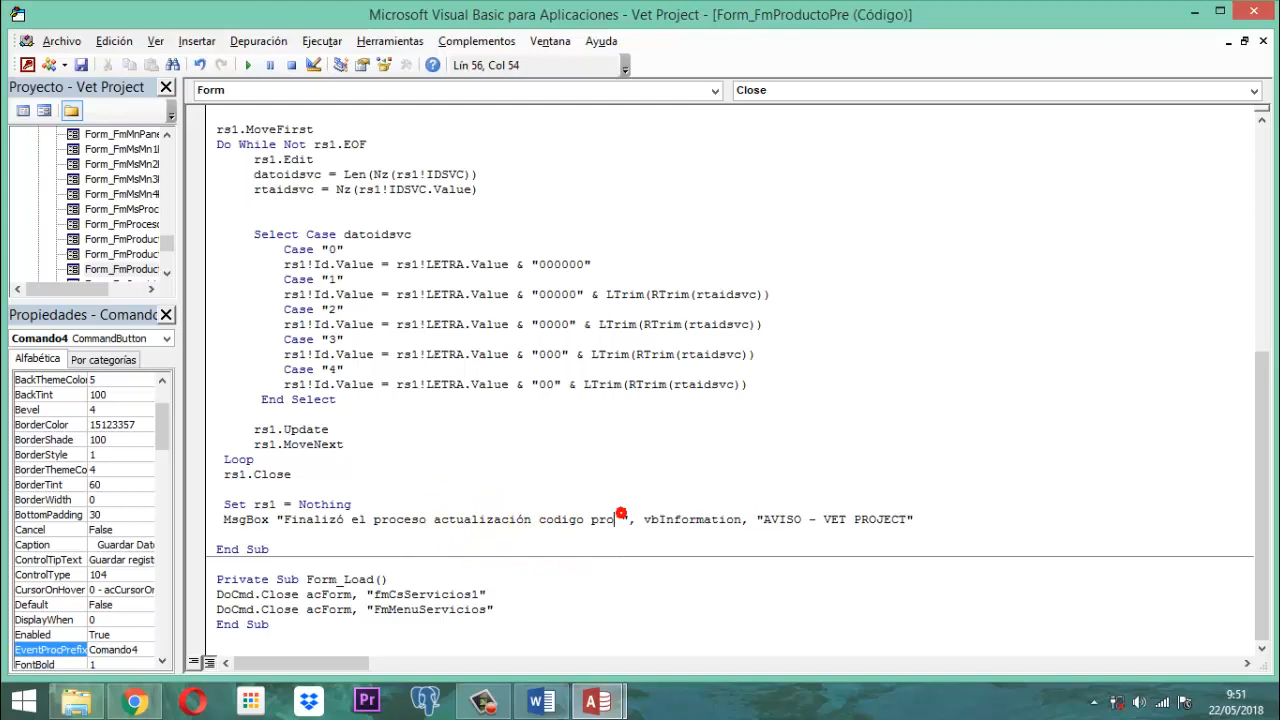 Microsoft Visual Basic para Aplicaciones - Vet Project - [Form_FmProductoPre (Código)]
Archivo Edición Ver Insertar Depuración Ejecutar Herramientas Complementos Ventana Ayuda
Lín 56, Col 54
Proyecto - Vet Project
Form_FmMnPane
Form_FmMsMn1
Form_FmMsMn2
Form_FmMsMn3
Form_FmMsMn4
Form_FmMsProc
Form_FmProceso
Form_FmProduct
Form_FmProduct
Form_FmProduct
Propiedades - Comando
Comando4 CommandButton
Alfabética Por categorías
BackThemeColor 5
BackTint 100
Bevel 4
BorderColor 15123357
BorderShade 100
BorderStyle 1
BorderThemeCo 4
BorderTint 60
BorderWidth 0
BottomPadding 30
Cancel False
Caption Guardar Dat
ControlTipText Guardar regist
ControlType 104
CursorOnHover 0 - acCursorOn
Default False
DisplayWhen 0
Enabled True
EventProcPrefix Comando4
FontBold 1
Form Close
rs1.MoveFirst
Do While Not rs1.EOF
rs1.Edit
datoidsvc = Len(Nz(rs1!IDSVC))
rtaidsvc = Nz(rs1!IDSVC.Value)
Select Case datoidsvc
Case "0"
rs1!Id.Value = rs1!LETRA.Value & "000000"
Case "1"
rs1!Id.Value = rs1!LETRA.Value & "00000" & LTrim(RTrim(rtaidsvc))
Case "2"
rs1!Id.Value = rs1!LETRA.Value & "0000" & LTrim(RTrim(rtaidsvc))
Case "3"
rs1!Id.Value = rs1!LETRA.Value & "000" & LTrim(RTrim(rtaidsvc))
Case "4"
rs1!Id.Value = rs1!LETRA.Value & "00" & LTrim(RTrim(rtaidsvc))
End Select
rs1.Update
rs1.MoveNext
Loop
rs1.Close
Set rs1 = Nothing
MsgBox "Finalizó el proceso actualización codigo pro ", vbInformation, "AVISO - VET PROJECT"
End Sub
Private Sub Form_Load()
DoCmd.Close acForm, "fmCsServicios1"
DoCmd.Close acForm, "FmMenuServicios"
End Sub
Pr
9:51
22/05/2018